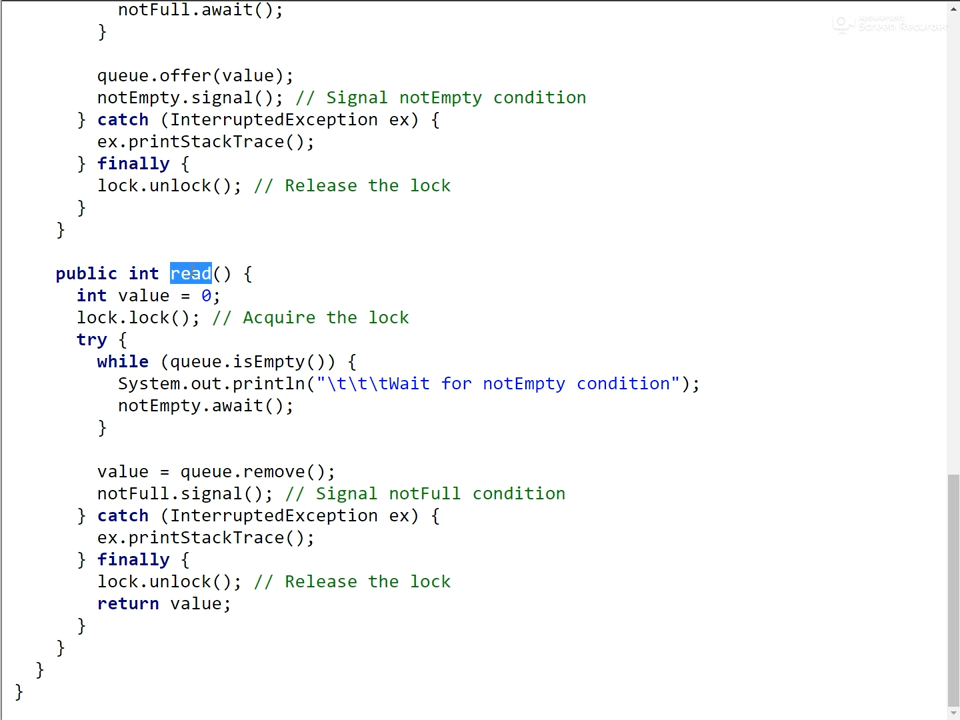 notFull.await();
}
queue.offer(value);
notEmpty.signal(); // Signal notEmpty condition
} catch (InterruptedException ex) {
ex.printStackTrace();
} finally {
lock.unlock(); // Release the lock
}
}
public int read() {
int value = 0;
lock.lock(); // Acquire the lock
try {
while (queue.isEmpty()) {
System.out.println("\t\t\tWait for notEmpty condition");
notEmpty.await();
}
value = queue.remove();
notFull.signal(); // Signal notFull condition
} catch (InterruptedException ex) {
ex.printStackTrace();
} finally {
lock.unlock(); // Release the lock
return value;
}
}
}
}
Screen Recorder